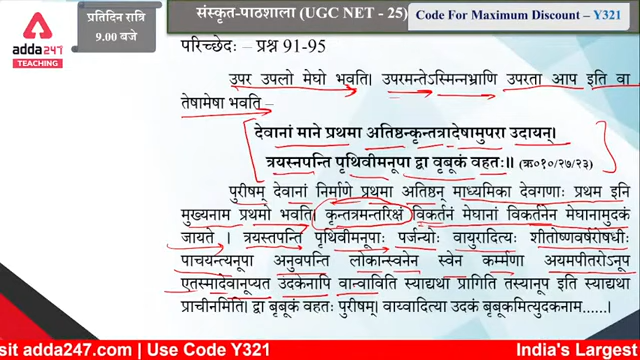 adda247
TEACHING
प्रतिदिन रात्रि
9.00 बजे
संस्कृत-पाठशाला (UGC NET - 25)
Code For Maximum Discount – Y321
परिच्छेदः - प्रश्न 91-95
उपर उपलो मेघो भवति। उपरमन्तेऽस्मिन्नभ्राणि उपरता आप इति वा
तेषामेषा भवति –
देवानां माने प्रथमा अतिष्ठन्कृन्तत्रादेषामुपरा उदायन्।
त्रयस्नपन्ति पृथिवीमनूपा द्वा वृबूकं वहतः॥ (ऋ०१०/२७/२३)
पुरीषम् देवानां निर्माणे प्रथमा अतिष्ठन् माध्यमिका देवगणाः प्रथम इनि
मुख्यनाम प्रथमो भवति। कृन्तत्रमन्तरिक्षं विकर्तनं मेघानां विकर्तनेन मेघानामुदकं
जायते । त्रयस्तपन्ति पृथिवीमनूपाः पर्जन्योः वायुरादित्यः शीतोष्णवर्षरोषधीः
पाचयन्त्यनूपा अनुवपन्ति लोकान्स्वनेन स्वेन कर्म्मणा अयमपीतरोऽनूप
एतस्मादेवानूप्यत उदकेनापि वान्वाविति स्याद्यथा प्रागिति तस्यानूप इति स्याद्यथा
प्राचीनमिति। द्वा बृबूकं वहतः पुरीषम्। वाय्वादित्या उदकं बृबूकमित्युदकनाम......।
sit adda247.com | Use Code Y321
India's Largest